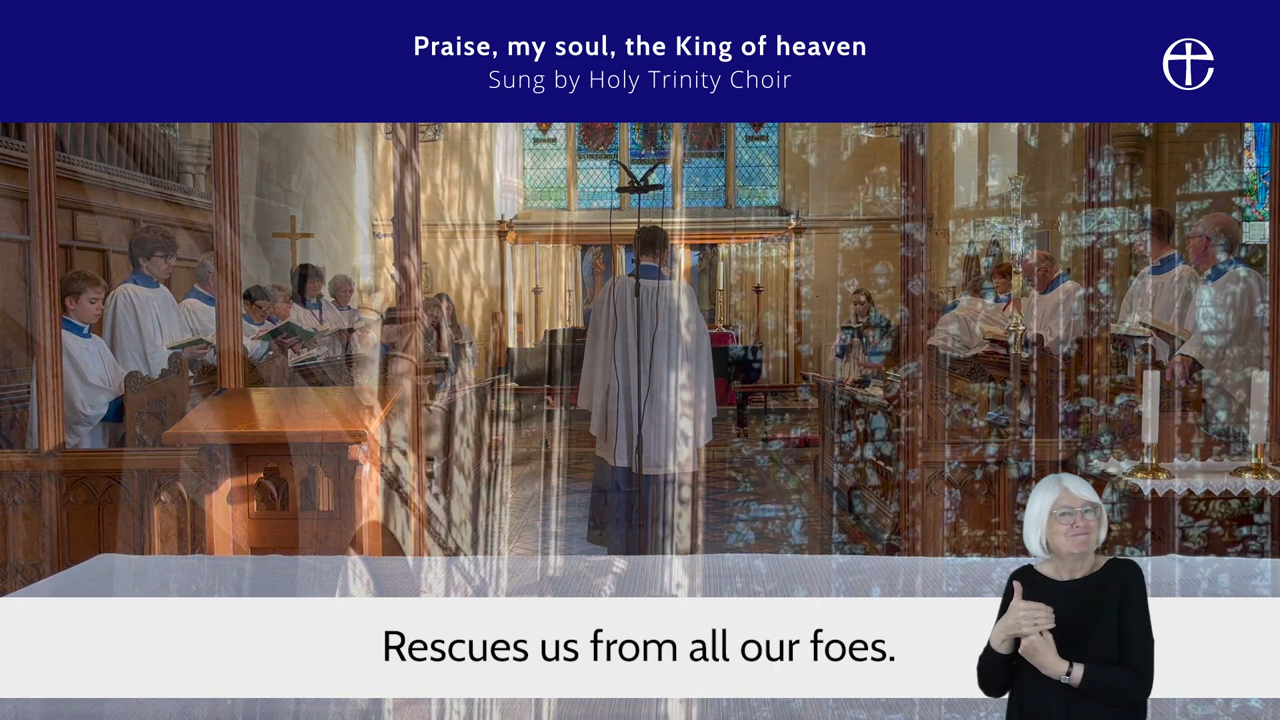 Praise, my soul, the King of heaven
Sung by Holy Trinity Choir
Rescues us from all our foes.